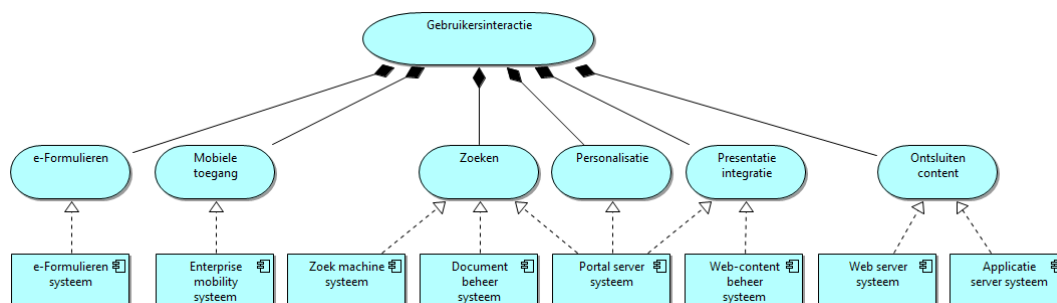 Gebruikersinteractie
e-Formulieren
Mobiele
toegang
Zoeken
Personalisatie
Presentatie
integratie
Ontsluiten
content
e-Formulieren
systeem
Enterprise
mobility
systeem
Zoek machine
systeem
Document
beheer
systeem
Portal server
systeem
Web-content
beheer
systeem
Web server
systeem
Applicatie
server systeem